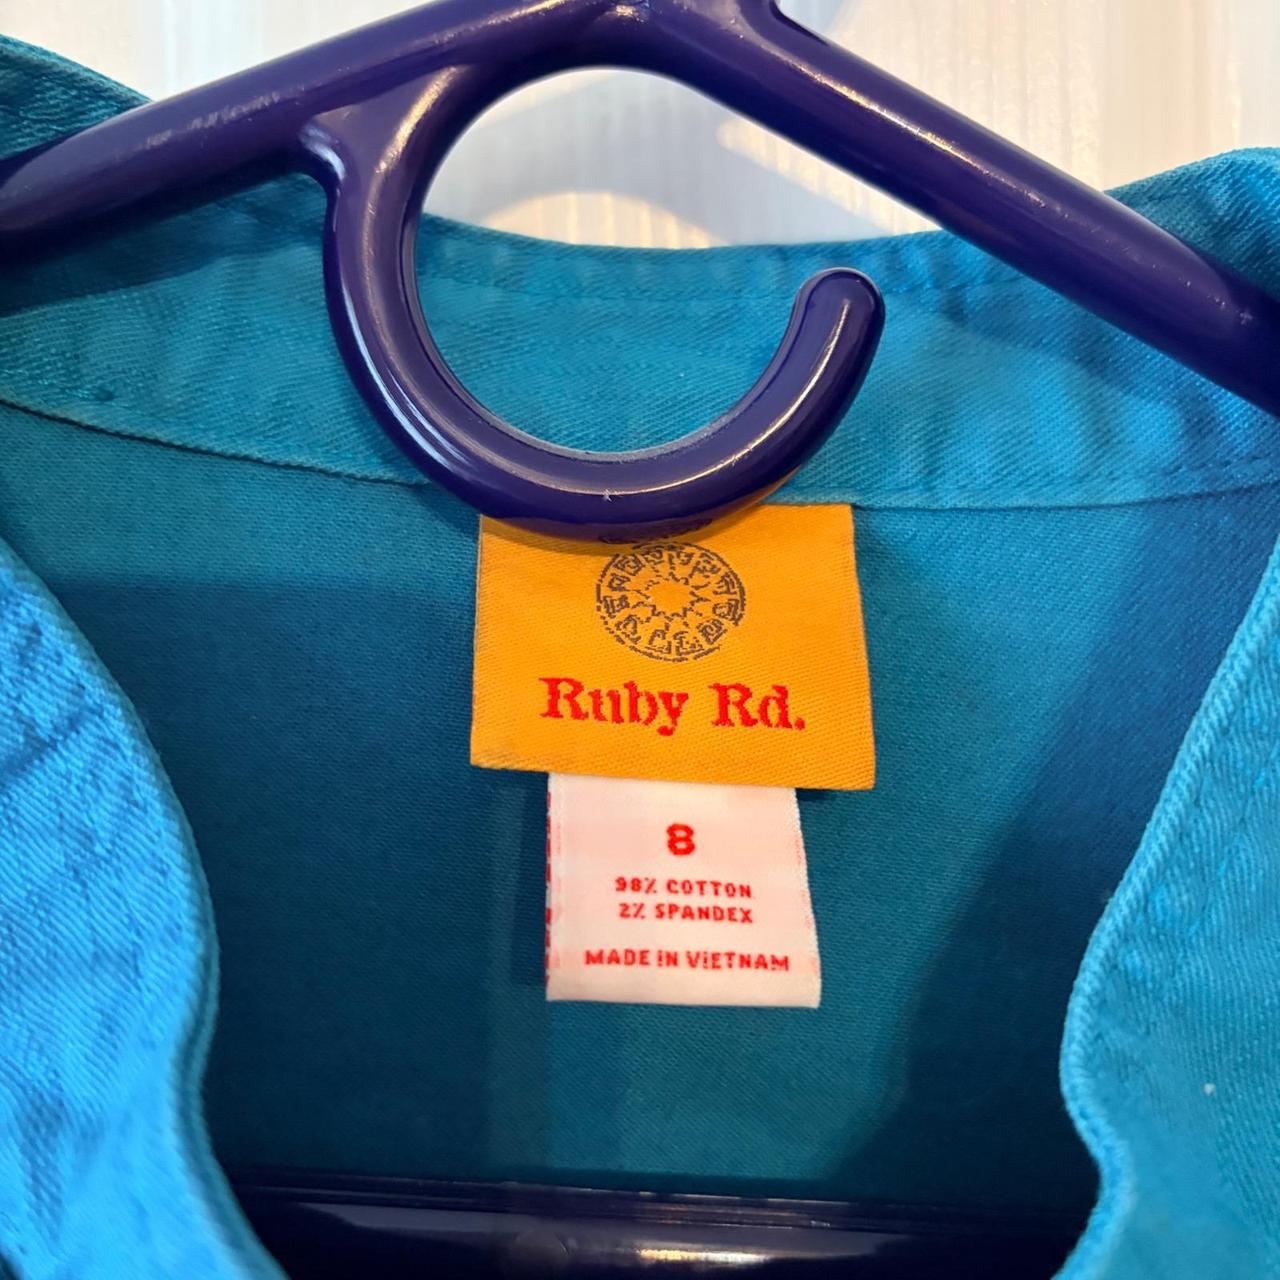 Ruby Rd.
8
98% COTTON
2% SPANDEX
MADE IN VIETNAM